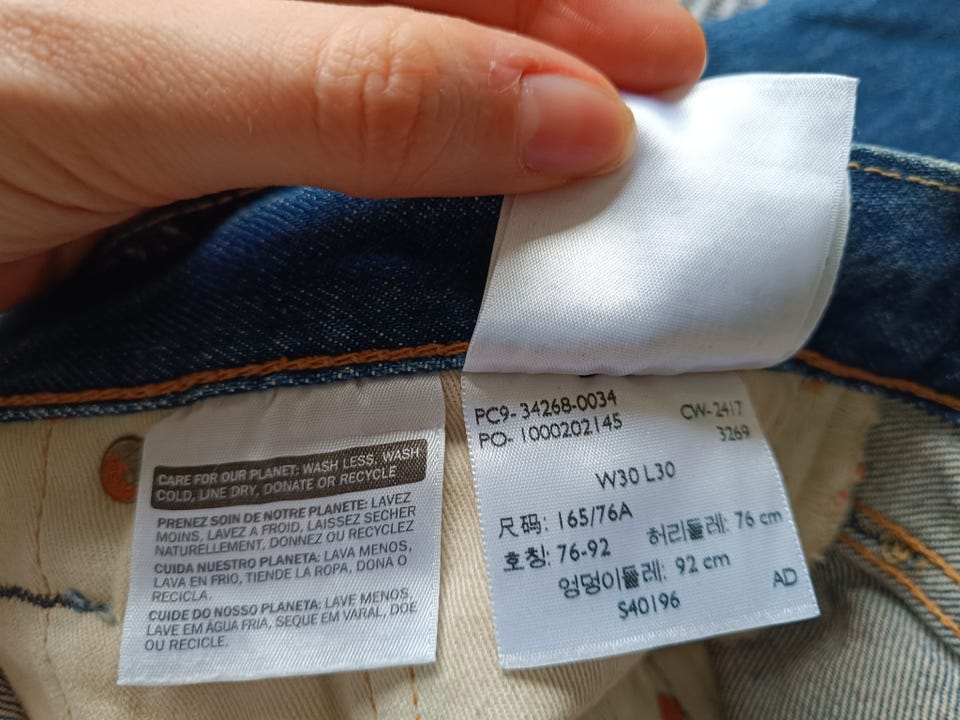 CARE FOR OUR PLANET: WASH LESS, WASH
COLD, LINE DRY, DONATE OR RECYCLE
PRENEZ SOIN DE NOTRE PLANETE: LAVEZ
MOINS, LAVEZ A FROID, LAISSEZ SECHER
NATURELLEMENT, DONNEZ OU RECYCLEZ
CUIDA NUESTRO PLANETA: LAVA MENOS,
LAVA EN FRIO, TIENDE LA ROPA, DONA O
RECICLA.
CUIDE DO NOSSO PLANETA: LAVE MENOS,
LAVE EM ÁGUA FRIA, SEQUE EM VARAL, DOE
OU RECICLE.
PC9- 34268-0034 CW-2417
PO- 1000202145 3269
W30 L30
尺码: 165/76A
호칭: 76-92 허리둘레: 76 cm
엉덩이둘레: 92 cm
S40196 AD